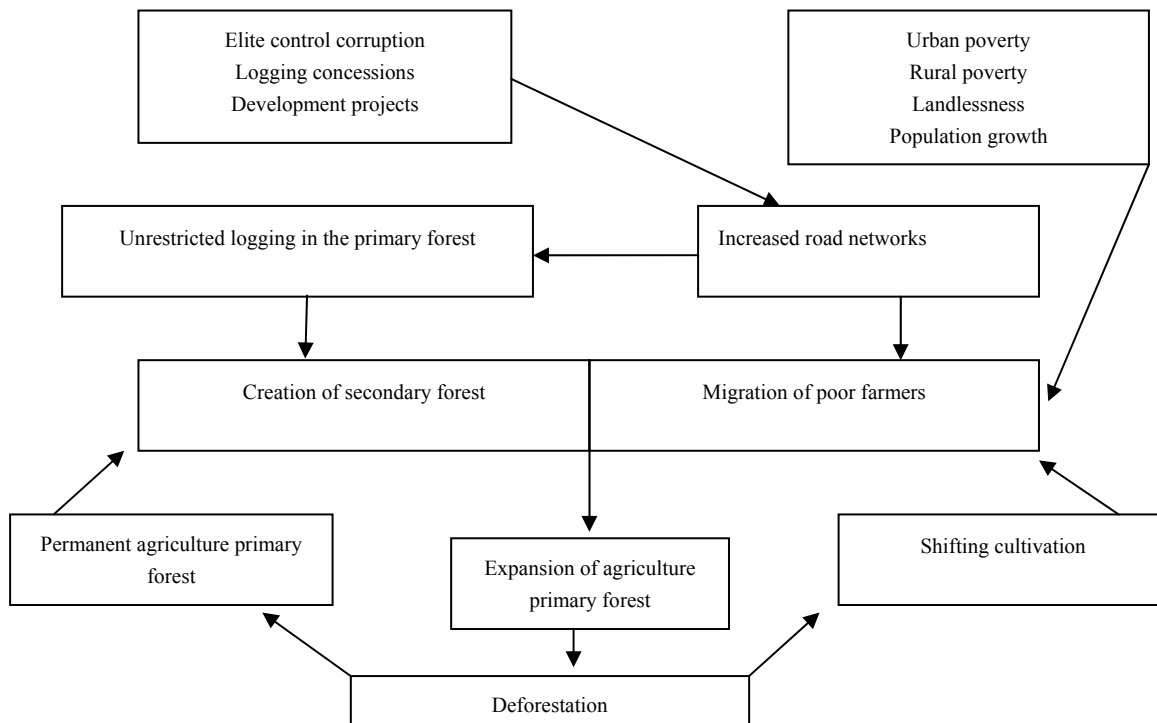 Elite control corruption
Logging concessions
Development projects
Urban poverty
Rural poverty
Landlessness
Population growth
Unrestricted logging in the primary forest
Increased road networks
Creation of secondary forest
Migration of poor farmers
Permanent agriculture primary
forest
Expansion of agriculture
primary forest
Shifting cultivation
Deforestation